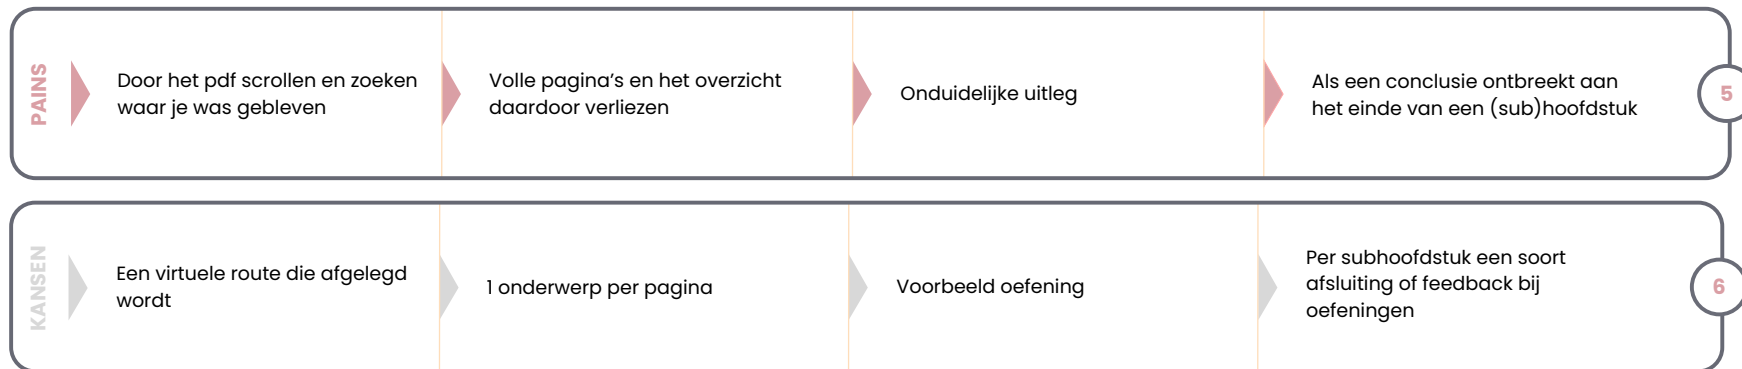 PAINS
Door het pdf scrollen en zoeken
waar je was gebleven
Volle pagina's en het overzicht
daardoor verliezen
Onduidelijke uitleg
Als een conclusie ontbreekt aan
het einde van een (sub)hoofdstuk
5
KANSEN
Een virtuele route die afgelegd
wordt
1 onderwerp per pagina
Voorbeeld oefening
Per subhoofdstuk een soort
afsluiting of feedback bij
oefeningen
6